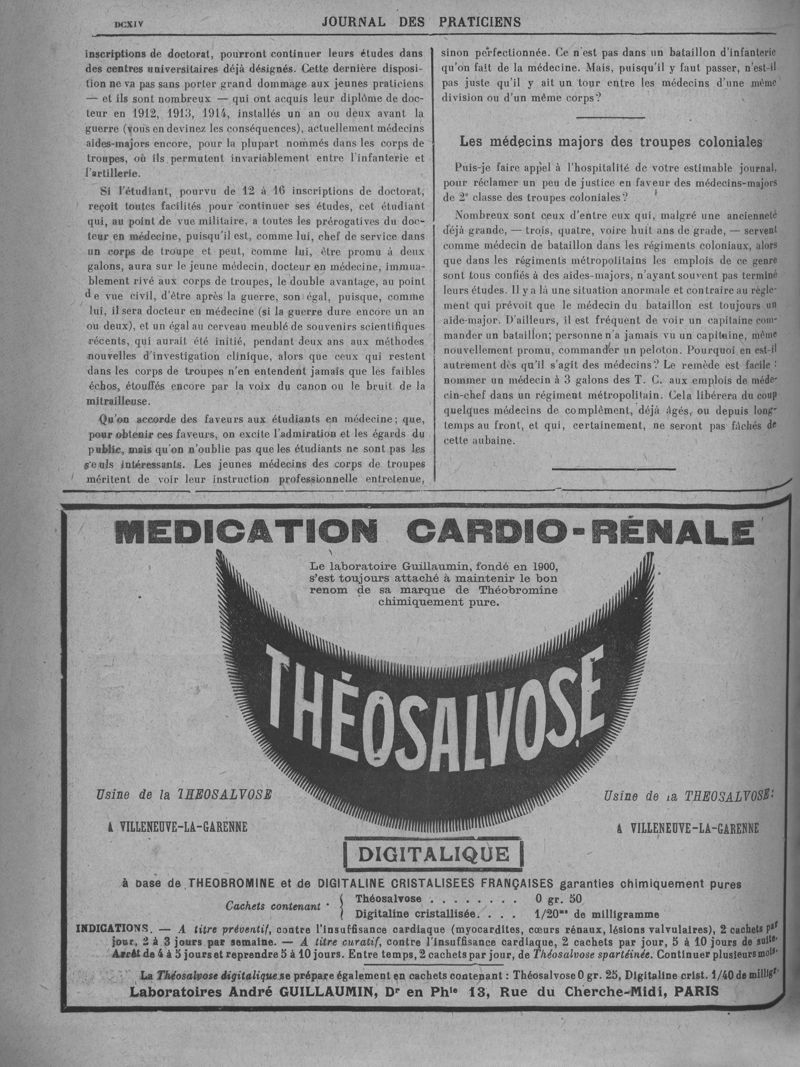 DCXIV
JOURNAL DES PRATICIENS
inscriptions de doctorat, pourront continuer leurs études dans
des centres universitaires déjà désignés. Cette dernière disposi-
tion ne va pas sans porter grand dommage aux jeunes praticiens
— et ils sont nombreux — qui ont acquis leur diplôme de doc-
teur en 1912, 1913, 1914, installés un an ou deux avant la
guerre (vous en devinez les conséquences), actuellement médecins
aides-majors encore, pour la plupart nommés dans les corps de
troupes, où ils permutent invariablement entre l'infanterie et
l'artillerie.
Si l'étudiant, pourvu de 12 à 16 inscriptions de doctorat,
reçoit toutes facilités pour continuer ses études, cet étudiant
qui, au point de vue militaire, a toutes les prérogatives du doc-
teur en médecine, puisqu'il est, comme lui, chef de service dans
un corps de troupe et peut, comme lui, être promu à deux
galons, aura sur le jeune médecin, docteur en médecine, immua-
blement rivé aux corps de troupes, le double avantage, au point
de vue civil, d'être après la guerre, son égal, puisque, comme
lui, il sera docteur en médecine (si la guerre dure encore un an
ou deux), et un égal au cerveau meublé de souvenirs scientifiques
récents, qui aurait été initié, pendant deux ans aux méthodes
nouvelles d'investigation clinique, alors que ceux qui restent
dans les corps de troupes n'en entendent jamais que les faibles
échos, étouffés encore par la voix du canon ou le bruit de la
mitrailleuse.
Qu'on accorde des faveurs aux étudiants en médecine; que,
pour obtenir ces faveurs, on excite l'admiration et les égards du
public, mais qu'on n'oublie pas que les étudiants ne sont pas les
seuls intéressants. Les jeunes médecins des corps de troupes
méritent de voir leur instruction professionnelle entretenue,
sinon perfectionnée. Ce n'est pas dans un bataillon d'infanterie
qu'on fait de la médecine. Mais, puisqu'il y faut passer, n'est-il
pas juste qu'il y ait un tour entre les médecins d'une même
division ou d'un même corps?
Les médecins majors des troupes coloniales
Puis-je faire appel à l'hospitalité de votre estimable journal,
pour réclamer un peu de justice en faveur des médecins-majors
de 2e classe des troupes coloniales?
Nombreux sont ceux d'entre eux qui, malgré une ancienneté
déjà grande, — trois, quatre, voire huit ans de grade, — servent
comme médecin de bataillon dans les régiments coloniaux, alors
que dans les régiments métropolitains les emplois de ce genre
sont tous confiés à des aides-majors, n'ayant souvent pas terminé
leurs études. Il y a là une situation anormale et contraire au règle-
ment qui prévoit que le médecin du bataillon est toujours un
aide-major. D'ailleurs, il est fréquent de voir un capitaine com-
mander un bataillon; personne n'a jamais vu un capitaine, même
nouvellement promu, commander un peloton. Pourquoi en est-il
autrement dès qu'il s'agit des médecins? Le remède est facile :
nommer un médecin à 3 galons des T. C. aux emplois de méde-
cin-chef dans un régiment métropolitain. Cela libérera du coup
quelques médecins de complément, déjà âgés, ou depuis long-
temps au front, et qui, certainement, ne seront pas fâchés de
cette aubaine.
MEDICATION CARDIO-RÉNALE
Le laboratoire Guillaumin, fondé en 1900,
s'est toujours attaché à maintenir le bon
renom de sa marque de Théobromine
chimiquement pure.
THÉOSALVOSE
Usine de la THEOSALVOSE
A VILLENEUVE-LA-GARENNE
Usine de la THEOSALVOSE
A VILLENEUVE-LA-GARENNE
DIGITALIQUE
à base de THEOBROMINE et de DIGITALINE CRISTALISEES FRANÇAISES garanties chimiquement pures
Cachets contenant :
Théosalvose . . . . . . . . 0 gr. 50
Digitaline cristallisée. . . . 1/20me de milligramme
INDICATIONS. — A titre préventif, contre l'insuffisance cardiaque (myocardites, cœurs rénaux, lésions valvulaires), 2 cachets par
jour, 2 à 3 jours par semaine. — A titre curatif, contre l'insuffisance cardiaque, 2 cachets par jour, 5 à 10 jours de suite.
Arrêt de 4 à 5 jours et reprendre 5 à 10 jours. Entre temps, 2 cachets par jour, de Théosalvose spartéinée. Continuer plusieurs mois.
La Théosalvose digitalique se prépare également en cachets contenant : Théosalvose 0 gr. 25, Digitaline crist. 1/40 de milligr.
Laboratoires André GUILLAUMIN, Dr en Phie 13, Rue du Cherche-Midi, PARIS